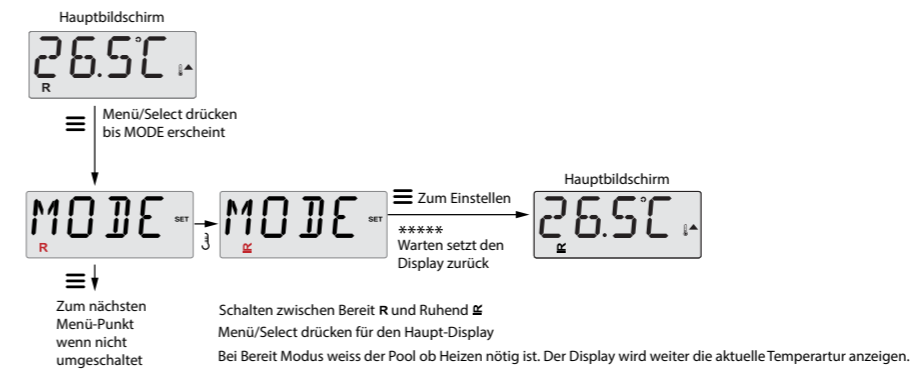 Hauptbildschirm
26.5°C
R
Menü/Select drücken
bis MODE erscheint
MODE SET
R
MODE SET
R
Zum Einstellen
*****
Warten setzt den
Display zurück
Hauptbildschirm
26.5°C
R
Zum nächsten
Menü-Punkt
wenn nicht
umgeschaltet
Schalten zwischen Bereit R und Ruhend R
Menü/Select drücken für den Haupt-Display
Bei Bereit Modus weiss der Pool ob Heizen nötig ist. Der Display wird weiter die aktuelle Temperartur anzeigen.